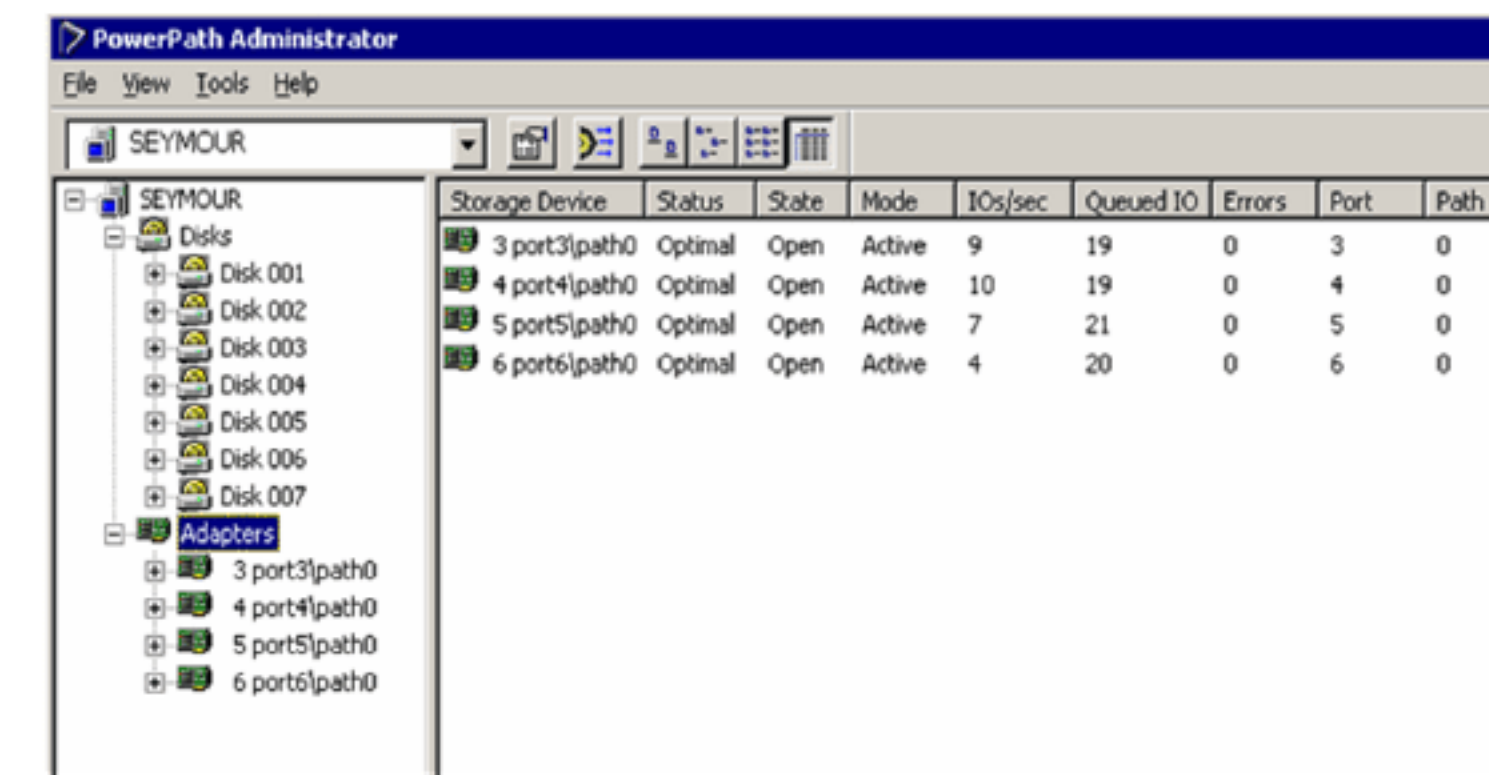 PowerPath Administrator
File View Tools Help
SEYMOUR
SEYMOUR
Disks
Disk 001
Disk 002
Disk 003
Disk 004
Disk 005
Disk 006
Disk 007
Adapters
3 port3\path0
4 port4\path0
5 port5\path0
6 port6\path0
Storage Device Status State Mode IOs/sec Queued IO Errors Port Path
3 port3\path0 Optimal Open Active 9 19 0 3 0
4 port4\path0 Optimal Open Active 10 19 0 4 0
5 port5\path0 Optimal Open Active 7 21 0 5 0
6 port6\path0 Optimal Open Active 4 20 0 6 0